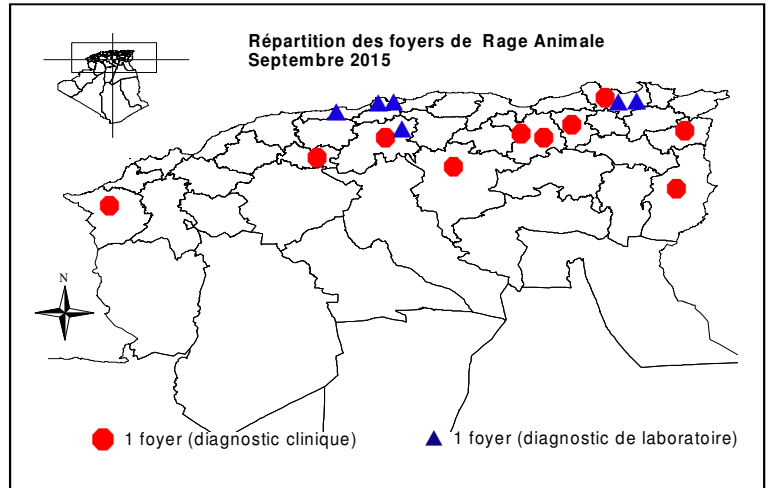 Répartition des foyers de Rage Animale
Septembre 2015
N
1 foyer (diagnostic clinique)
1 foyer (diagnostic de laboratoire)